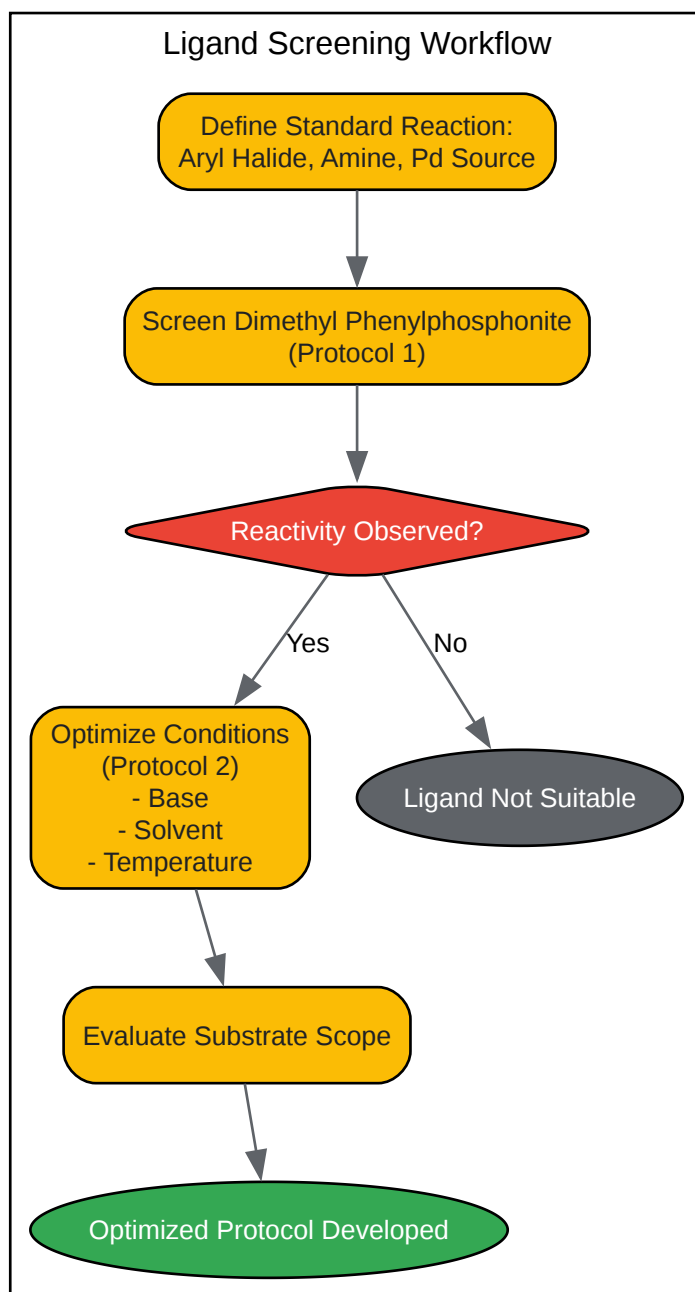 Ligand Screening Workflow
Define Standard Reaction:
Aryl Halide, Amine, Pd Source
Screen Dimethyl Phenylphosphonite
(Protocol 1)
Reactivity Observed?
Yes
No
Optimize Conditions
(Protocol 2)
- Base
- Solvent
- Temperature
Ligand Not Suitable
Evaluate Substrate Scope
Optimized Protocol Developed